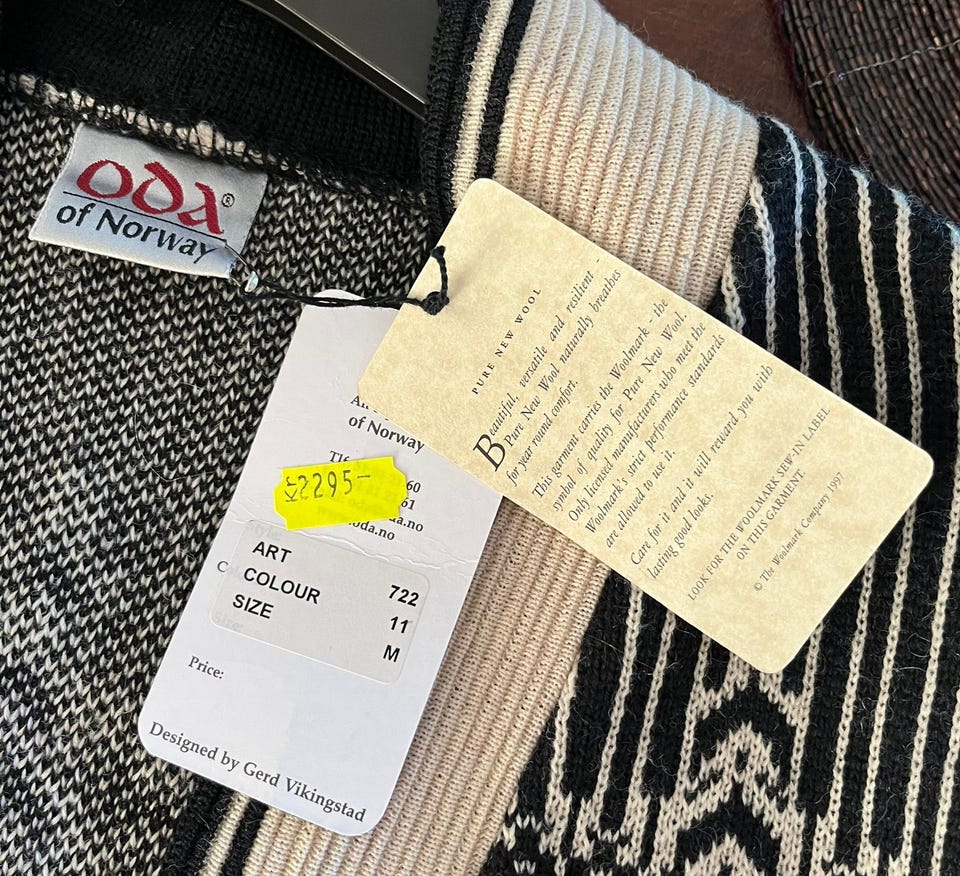 ODA®
of Norway
PURE NEW WOOL
Beautiful, versatile and resilient -
Pure New Wool naturally breathes
for year round comfort.
This garment carries the Woolmark - the
symbol of quality for Pure New Wool.
Only licensed manufacturers who meet the
Woolmark's strict performance standards
are allowed to use it.
Care for it and it will reward you with
lasting good looks.
LOOK FOR THE WOOLMARK SEW-IN LABEL
ON THIS GARMENT.
© The Woolmark Company 1997
of Norway
60
61
oda.no
Kr 2295-
ART 722
COLOUR 11
SIZE M
Price:
Designed by Gerd Vikingstad